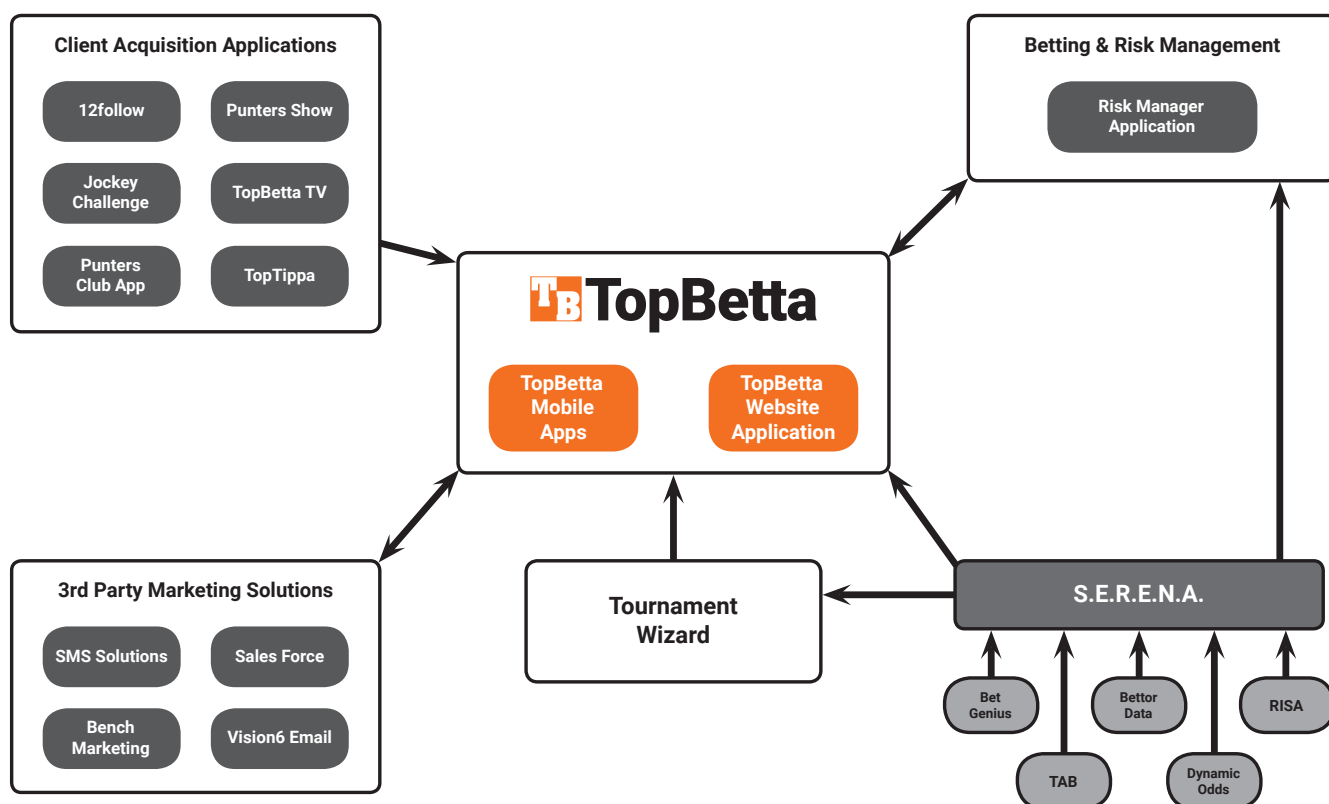 Client Acquisition Applications
12follow
Punters Show
Jockey
Challenge
TopBetta TV
Punters
Club App
TopTippa
Betting & Risk Management
Risk Manager
Application
TB TopBetta
TopBetta
Mobile
Apps
TopBetta
Website
Application
3rd Party Marketing Solutions
SMS Solutions
Sales Force
Bench
Marketing
Vision6 Email
Tournament
Wizard
S.E.R.E.N.A.
Bet
Genius
TAB
Bettor
Data
Dynamic
Odds
RISA